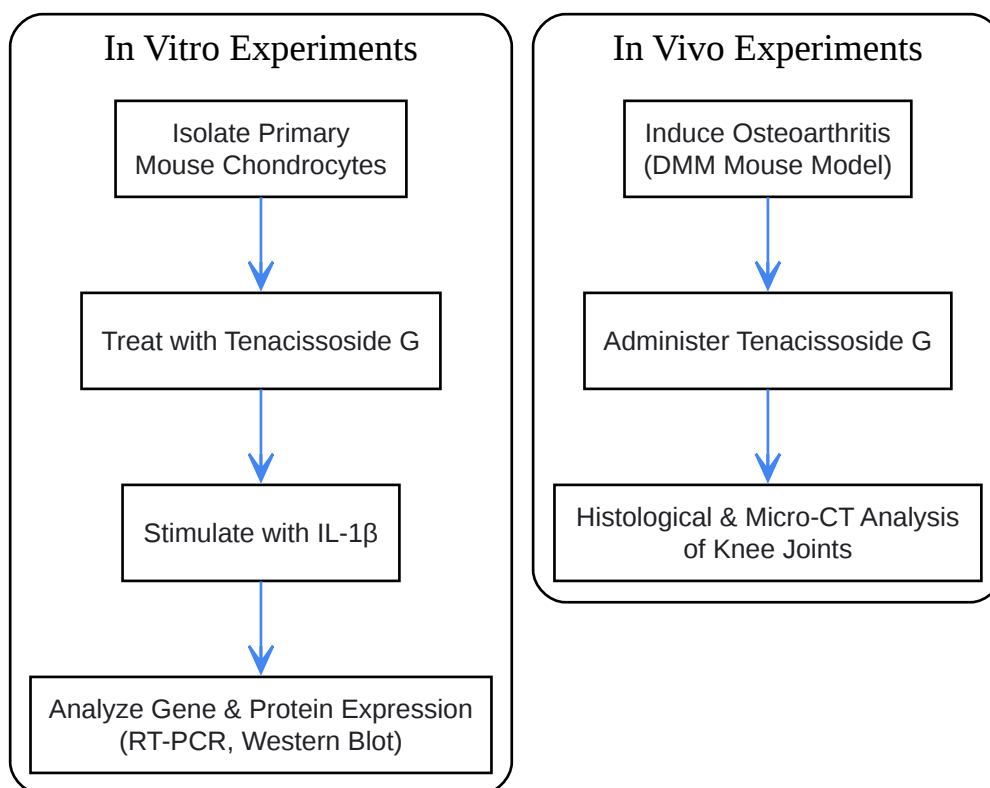 In Vitro Experiments
Isolate Primary
Mouse Chondrocytes
Treat with Tenacissoside G
Stimulate with IL-1β
Analyze Gene & Protein Expression
(RT-PCR, Western Blot)
In Vivo Experiments
Induce Osteoarthritis
(DMM Mouse Model)
Administer Tenacissoside G
Histological & Micro-CT Analysis
of Knee Joints